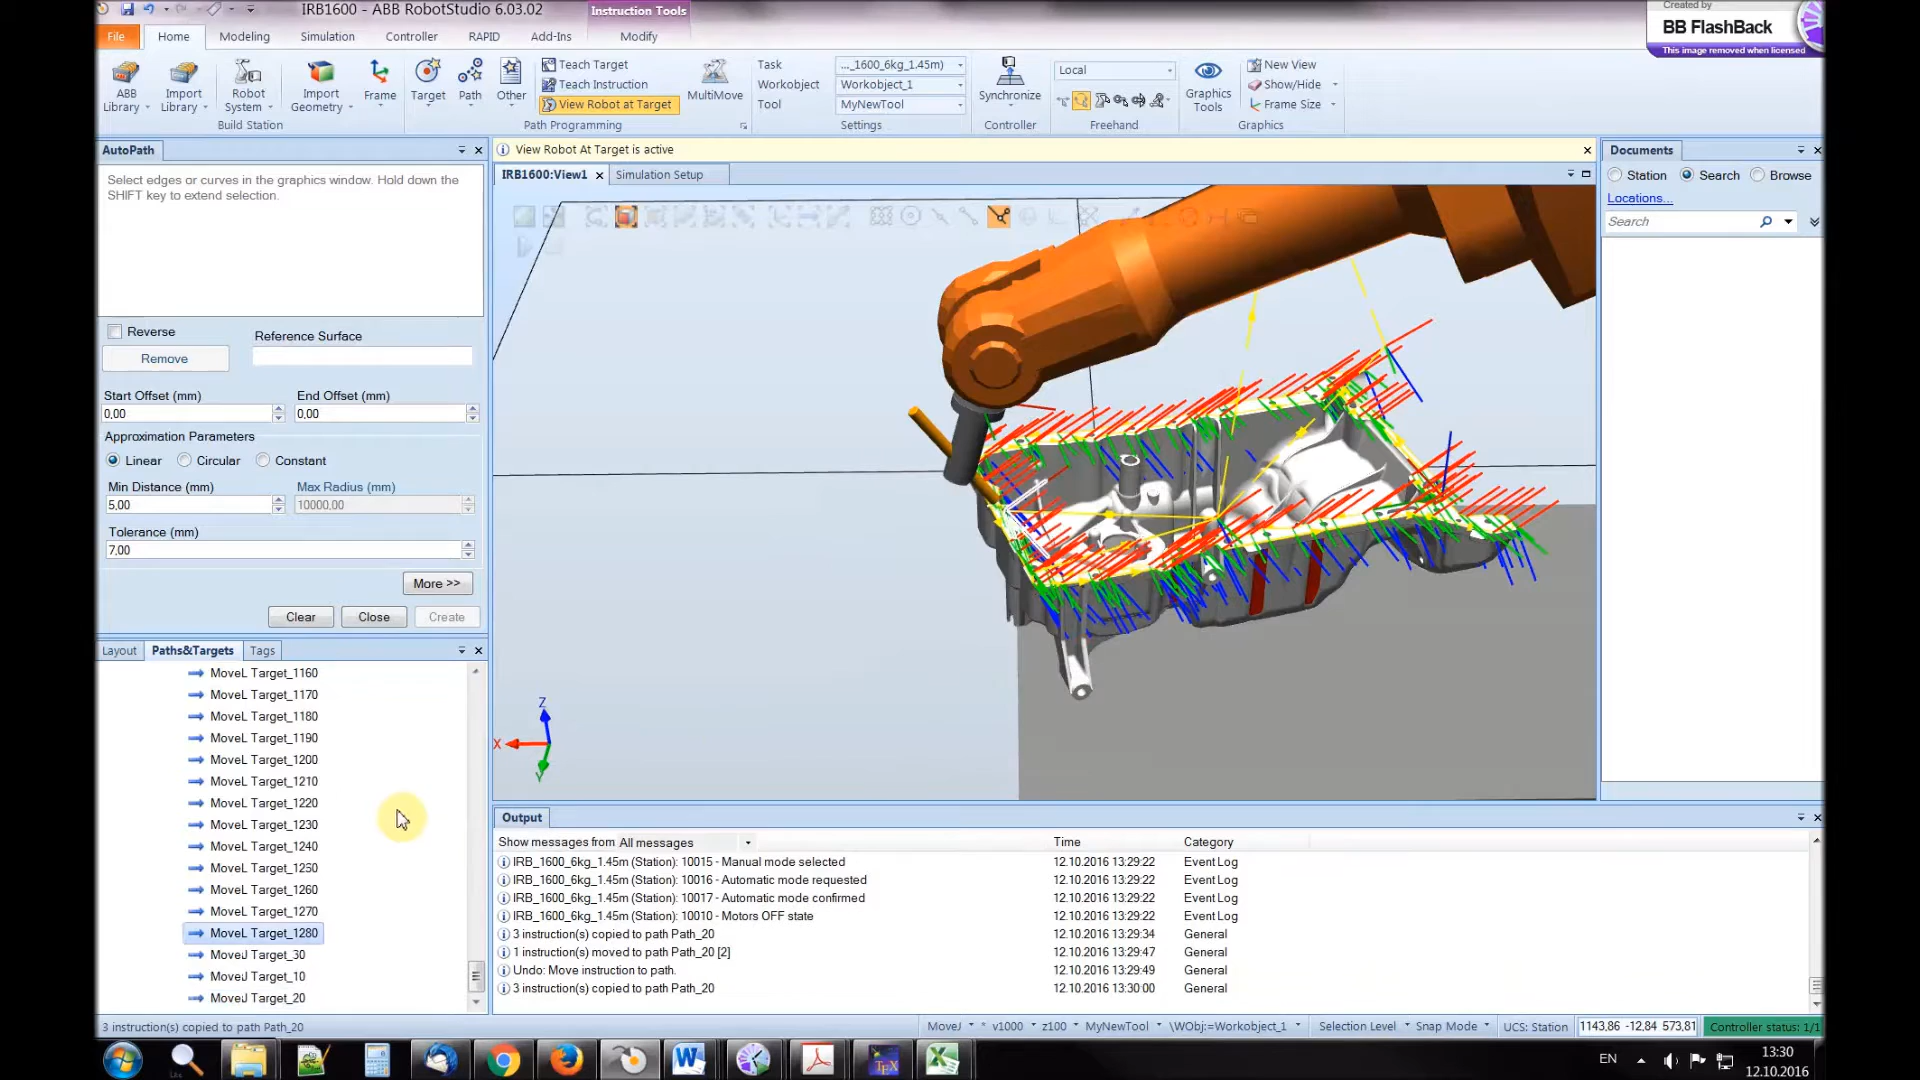 IRB1600 - ABB RobotStudio 6.03.02
Instruction Tools
Created by
BB FlashBack
This image removed when licensed
File Home Modeling Simulation Controller RAPID Add-Ins Modify
ABB Library
Import Library
Robot System
Import Geometry
Frame
Build Station
Target
Path
Other
Teach Target
Teach Instruction
View Robot at Target
Path Programming
MultiMove
Task ..._1600_6kg_1.45m)
Workobject Workobject_1
Tool MyNewTool
Settings
Synchronize
Controller
Local
Freehand
Graphics Tools
New View
Show/Hide
Frame Size
Graphics
AutoPath
Select edges or curves in the graphics window. Hold down the
SHIFT key to extend selection.
Reverse
Reference Surface
Remove
Start Offset (mm) End Offset (mm)
0,00 0,00
Approximation Parameters
Linear Circular Constant
Min Distance (mm) Max Radius (mm)
5,00 10000,00
Tolerance (mm)
7,00
More >>
Clear Close Create
Layout Paths&Targets Tags
MoveL Target_1160
MoveL Target_1170
MoveL Target_1180
MoveL Target_1190
MoveL Target_1200
MoveL Target_1210
MoveL Target_1220
MoveL Target_1230
MoveL Target_1240
MoveL Target_1250
MoveL Target_1260
MoveL Target_1270
MoveL Target_1280
MoveJ Target_30
MoveJ Target_10
MoveJ Target_20
View Robot At Target is active
IRB1600:View1 Simulation Setup
Z
X
Y
Documents
Station Search Browse
Locations...
Search
Output
Show messages from All messages Time Category
IRB_1600_6kg_1.45m (Station): 10015 - Manual mode selected 12.10.2016 13:29:22 Event Log
IRB_1600_6kg_1.45m (Station): 10016 - Automatic mode requested 12.10.2016 13:29:22 Event Log
IRB_1600_6kg_1.45m (Station): 10017 - Automatic mode confirmed 12.10.2016 13:29:22 Event Log
IRB_1600_6kg_1.45m (Station): 10010 - Motors OFF state 12.10.2016 13:29:22 Event Log
3 instruction(s) copied to path Path_20 12.10.2016 13:29:34 General
1 instruction(s) moved to path Path_20 [2] 12.10.2016 13:29:47 General
Undo: Move instruction to path. 12.10.2016 13:29:49 General
3 instruction(s) copied to path Path_20 12.10.2016 13:30:00 General
3 instruction(s) copied to path Path_20
MoveJ * v1000 z100 MyNewTool \WObj:=Workobject_1 Selection Level Snap Mode UCS: Station 1143,86 -12,84 573,81 Controller status: 1/1
EN
13:30
12.10.2016